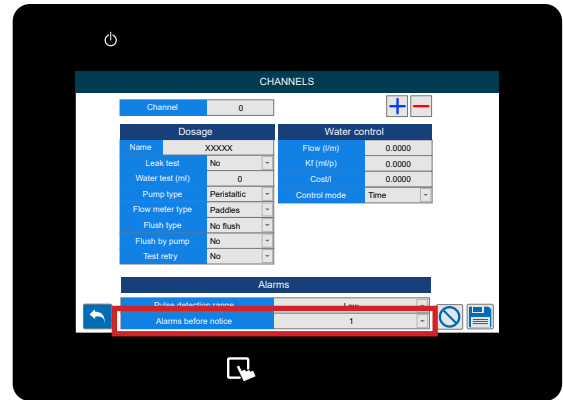 CHANNELS
Channel 0
Dosage
Name XXXXX
Leak test No
Water test (ml) 0
Pump type Peristaltic
Flow meter type Paddles
Flush type No flush
Flush by pump No
Test retry No
Water control
Flow (l/m) 0.0000
Kf (ml/p) 0.0000
Cost/l 0.0000
Control mode Time
Alarms
Pulse detection range Low
Alarms before notice 1